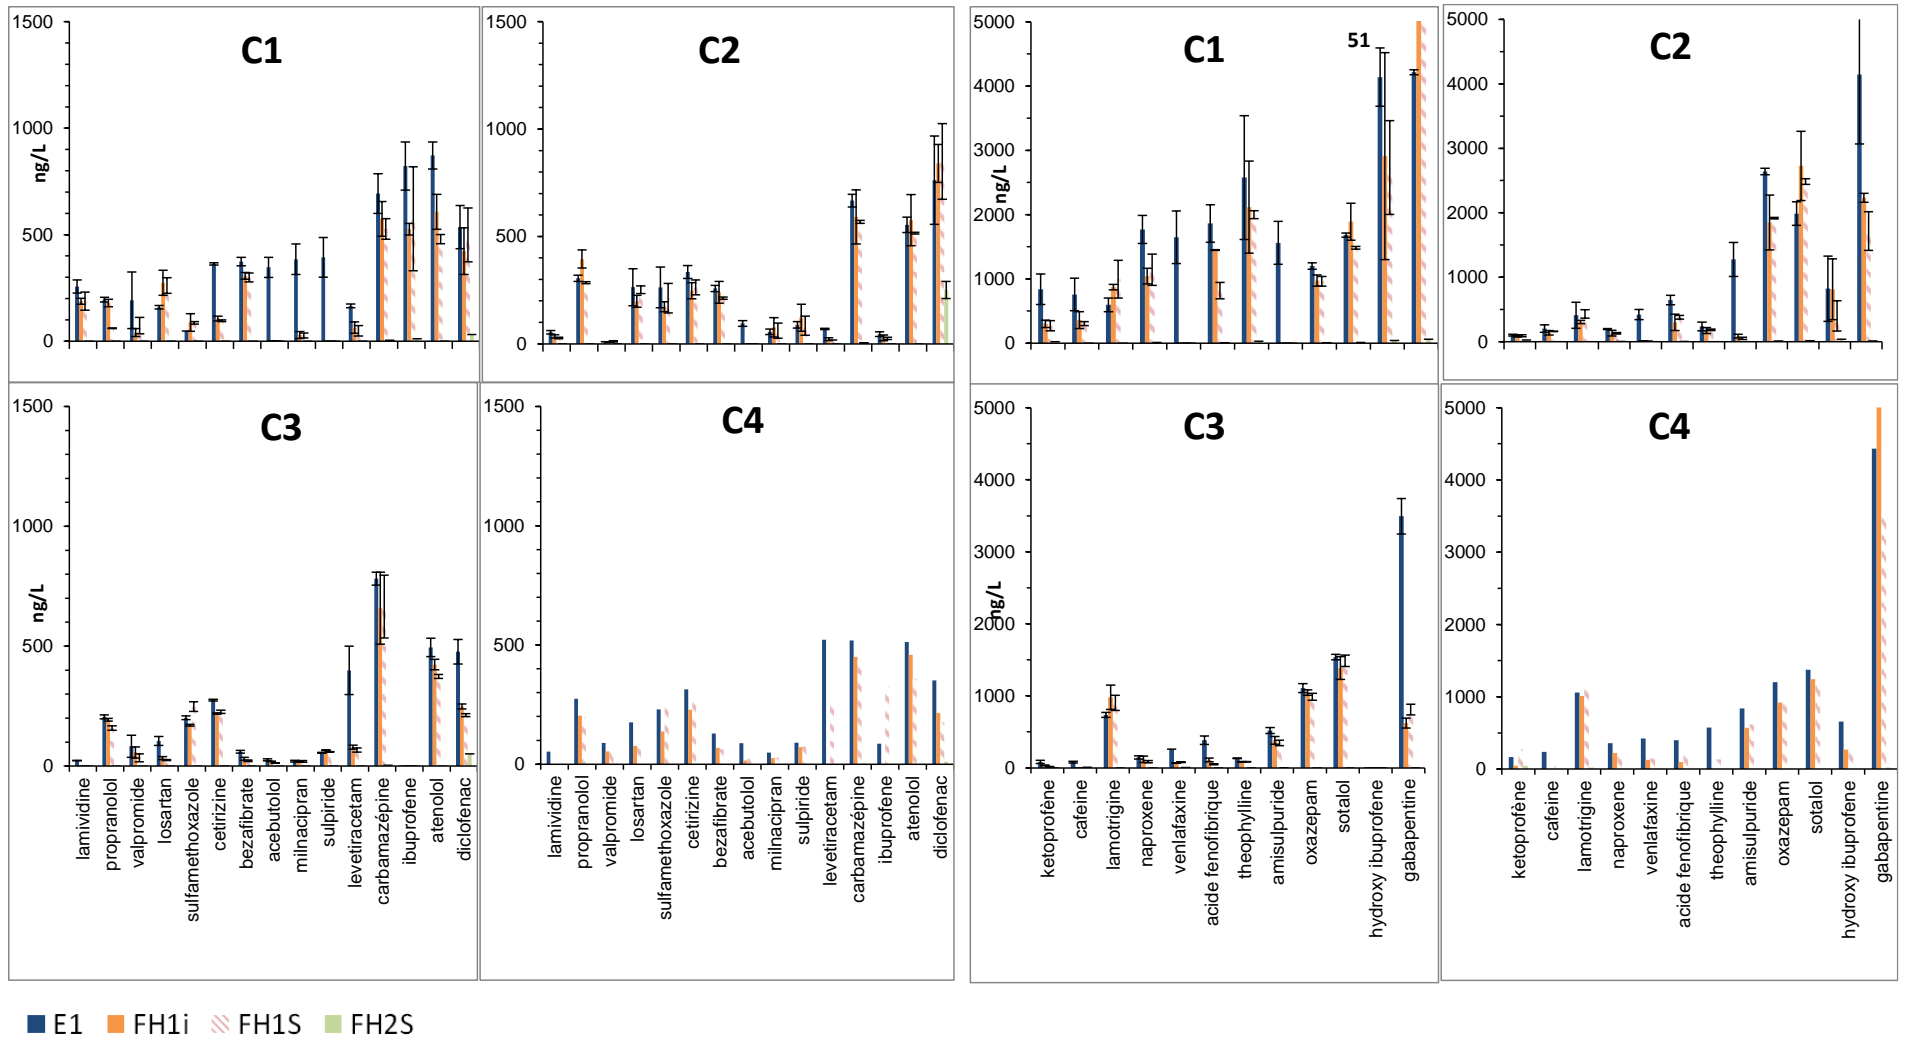 C1
1500
1000
500
0
ng/L
C2
1500
1000
500
0
C1
5000
4000
3000
2000
1000
0
ng/L
51
C2
5000
4000
3000
2000
1000
0
C3
1500
1000
500
0
ng/L
lamividine
propranolol
valpromide
losartan
sulfamethoxazole
cetirizine
bezafibrate
acebutolol
milnacipran
sulpiride
levetiracetam
carbamazépine
ibuprofene
atenolol
diclofenac
C4
1500
1000
500
0
lamividine
propranolol
valpromide
losartan
sulfamethoxazole
cetirizine
bezafibrate
acebutolol
milnacipran
sulpiride
levetiracetam
carbamazépine
ibuprofene
atenolol
diclofenac
C3
5000
4000
3000
2000
1000
0
ng/L
ketoprofène
cafeine
lamotrigine
naproxene
venlafaxine
acide fenofibrique
theophylline
amisulpuride
oxazepam
sotalol
hydroxy ibuprofene
gabapentine
C4
5000
4000
3000
2000
1000
0
ketoprofène
cafeine
lamotrigine
naproxene
venlafaxine
acide fenofibrique
theophylline
amisulpuride
oxazepam
sotalol
hydroxy ibuprofene
gabapentine
E1 FH1i FH1S FH2S